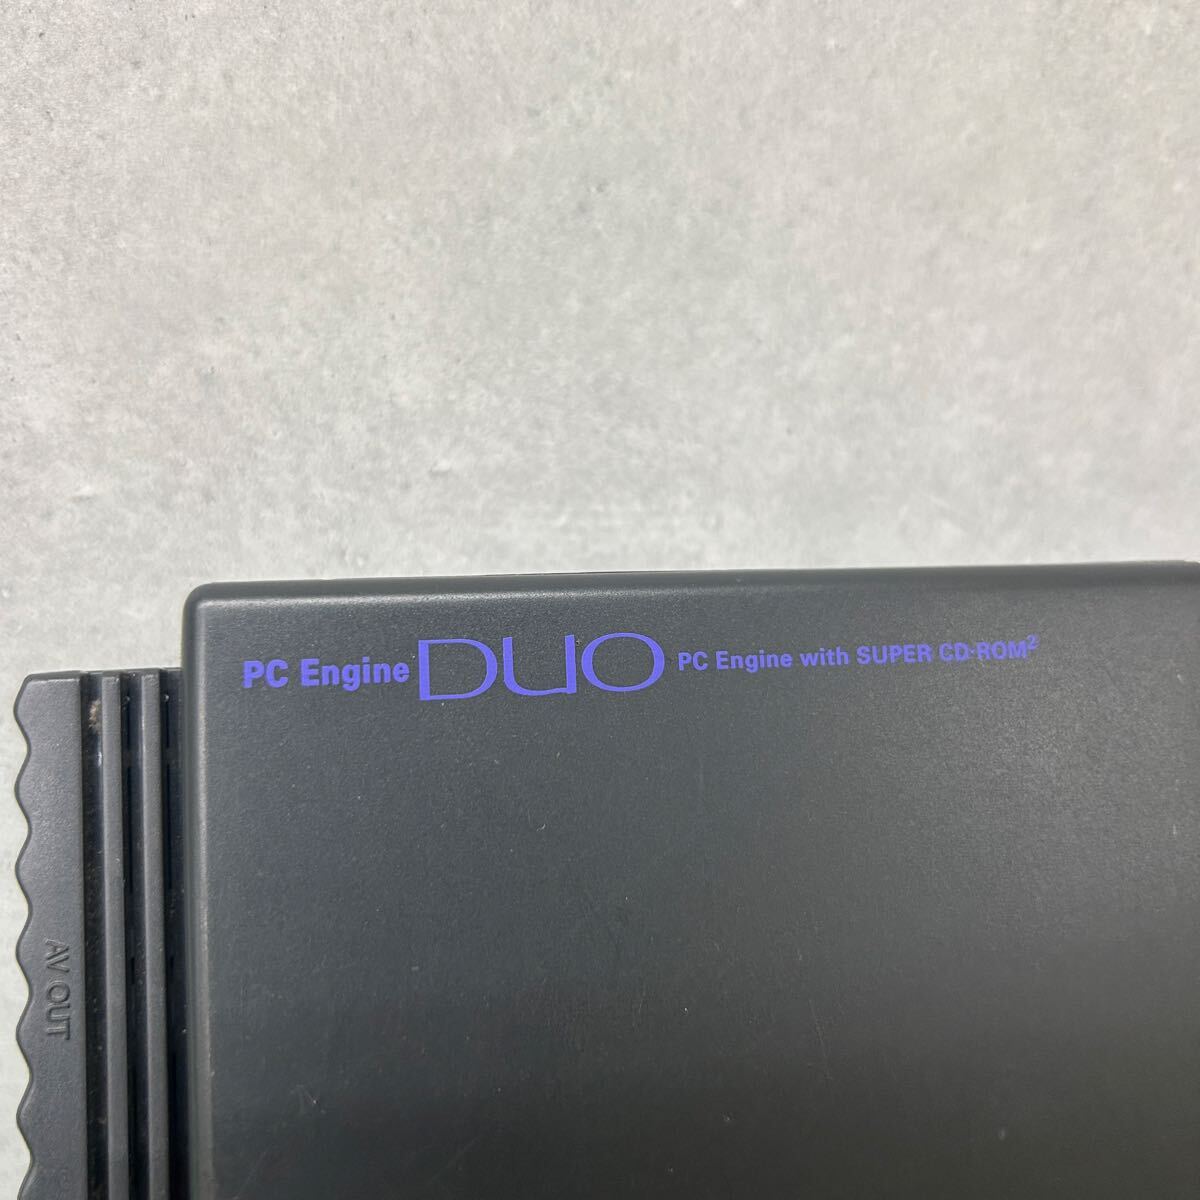 PC Engine DUO PC Engine with SUPER CD-ROM²
AV OUT